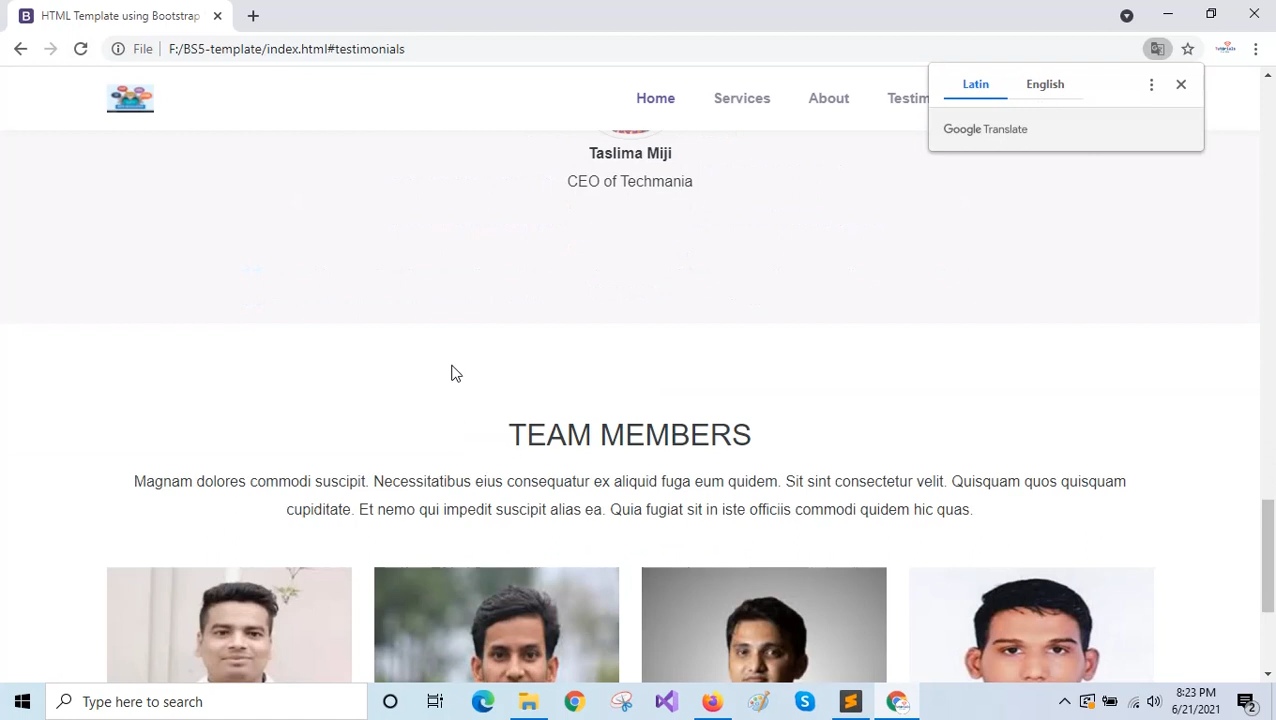 HTML Template using Bootstrap
File
F:/BS5-template/index.html#testimonials
Latin
English
Google Translate
Home
Services
About
Testim
Taslima Miji
CEO of Techmania
TEAM MEMBERS
Magnam dolores commodi suscipit. Necessitatibus eius consequatur ex aliquid fuga eum quidem. Sit sint consectetur velit. Quisquam quos quisquam
cupiditate. Et nemo qui impedit suscipit alias ea. Quia fugiat sit in iste officiis commodi quidem hic quas.
Type here to search
8:23 PM
6/21/2021
2